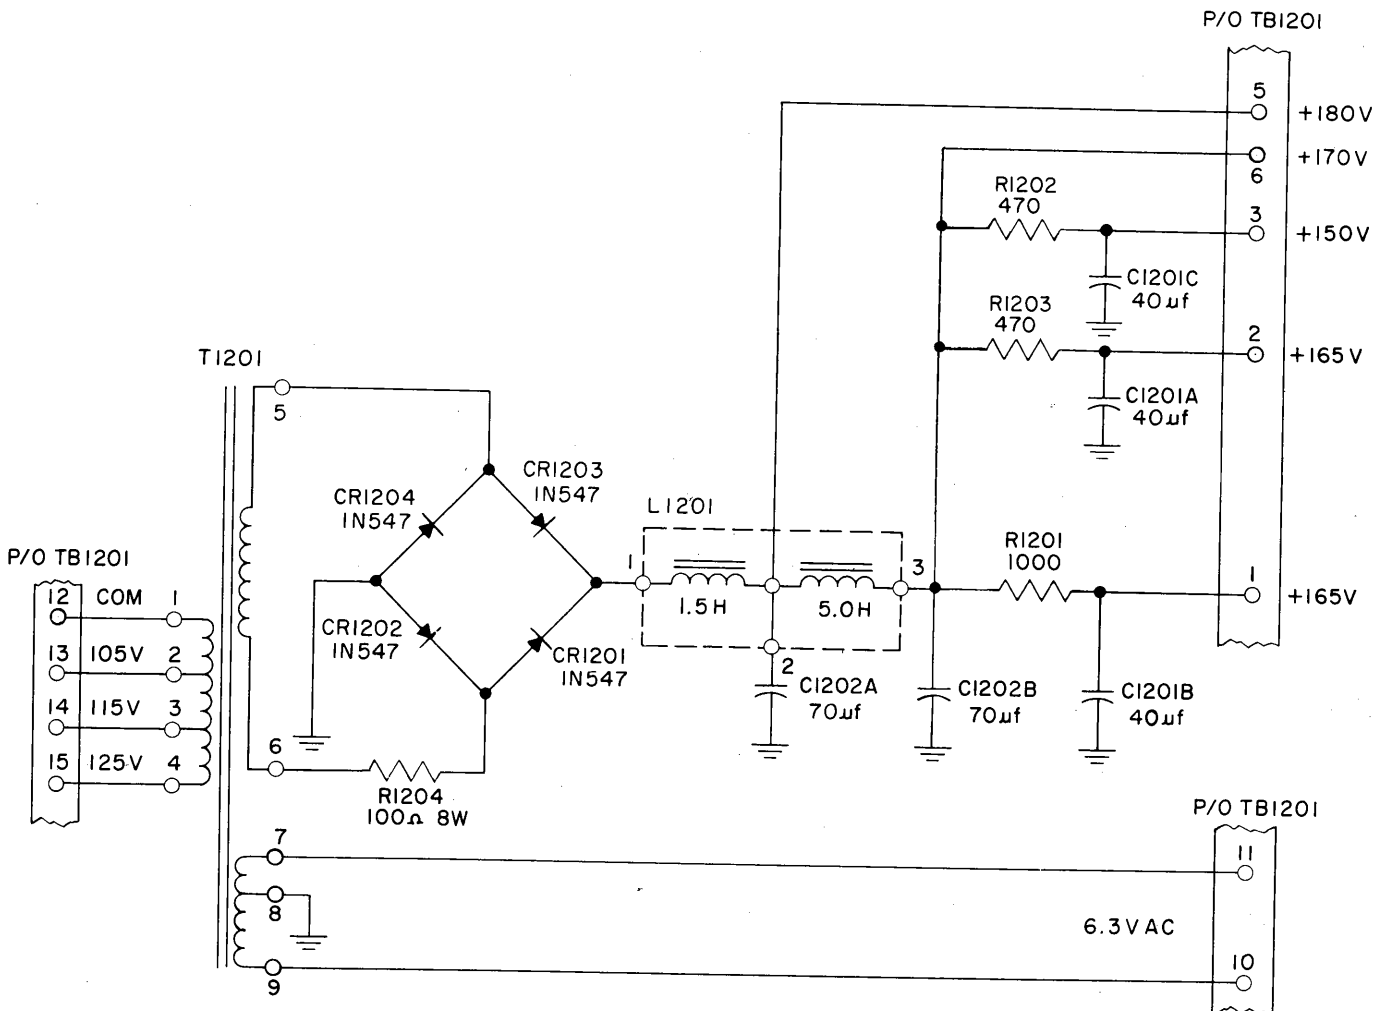 P/O TB1201
5
+180V
+170V
6
R1202
470
3
+150V
C1201C
40µf
R1203
470
2
+165V
C1201A
40µf
T1201
5
CR1203
1N547
CR1204
1N547
L1201
P/O TB1201
12
COM
1
1
1.5H
5.0H
3
R1201
1000
1
+165V
CR1202
1N547
CR1201
1N547
13
105V
2
2
C1202A
70µf
C1202B
70µf
C1201B
40µf
14
115V
3
15
125V
4
6
R1204
100Ω 8W
7
P/O TB1201
11
8
6.3VAC
9
10